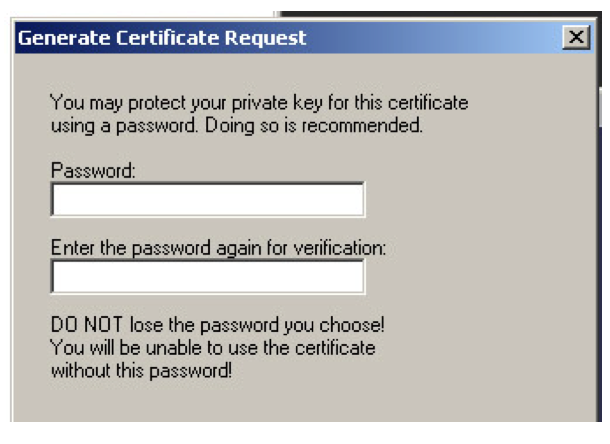 Generate Certificate Request
You may protect your private key for this certificate
using a password. Doing so is recommended.
Password:
Enter the password again for verification:
DO NOT lose the password you choose!
You will be unable to use the certificate
without this password!